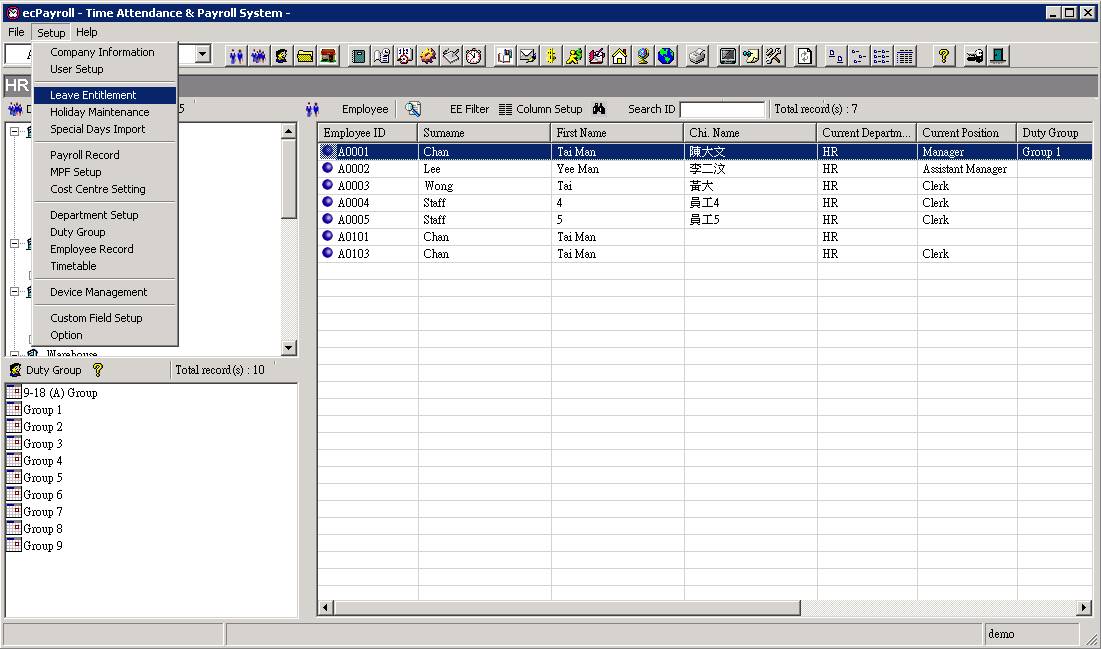 ecPayroll - Time Attendance & Payroll System -
File Setup Help
Company Information
User Setup
Leave Entitlement
Holiday Maintenance
Special Days Import
Payroll Record
MPF Setup
Cost Centre Setting
Department Setup
Duty Group
Employee Record
Timetable
Device Management
Custom Field Setup
Option
HR
5
Employee EE Filter Column Setup Search ID Total record(s) : 7
Employee ID Surname First Name Chi. Name Current Departm... Current Position Duty Group
A0001 Chan Tai Man 陳大文 HR Manager Group 1
A0002 Lee Yee Man 李二汶 HR Assistant Manager
A0003 Wong Tai 黃大 HR Clerk
A0004 Staff 4 員工4 HR Clerk
A0005 Staff 5 員工5 HR Clerk
A0101 Chan Tai Man HR
A0103 Chan Tai Man HR Clerk
Warehouse
Duty Group Total record(s) : 10
9-18 (A) Group
Group 1
Group 2
Group 3
Group 4
Group 5
Group 6
Group 7
Group 8
Group 9
demo